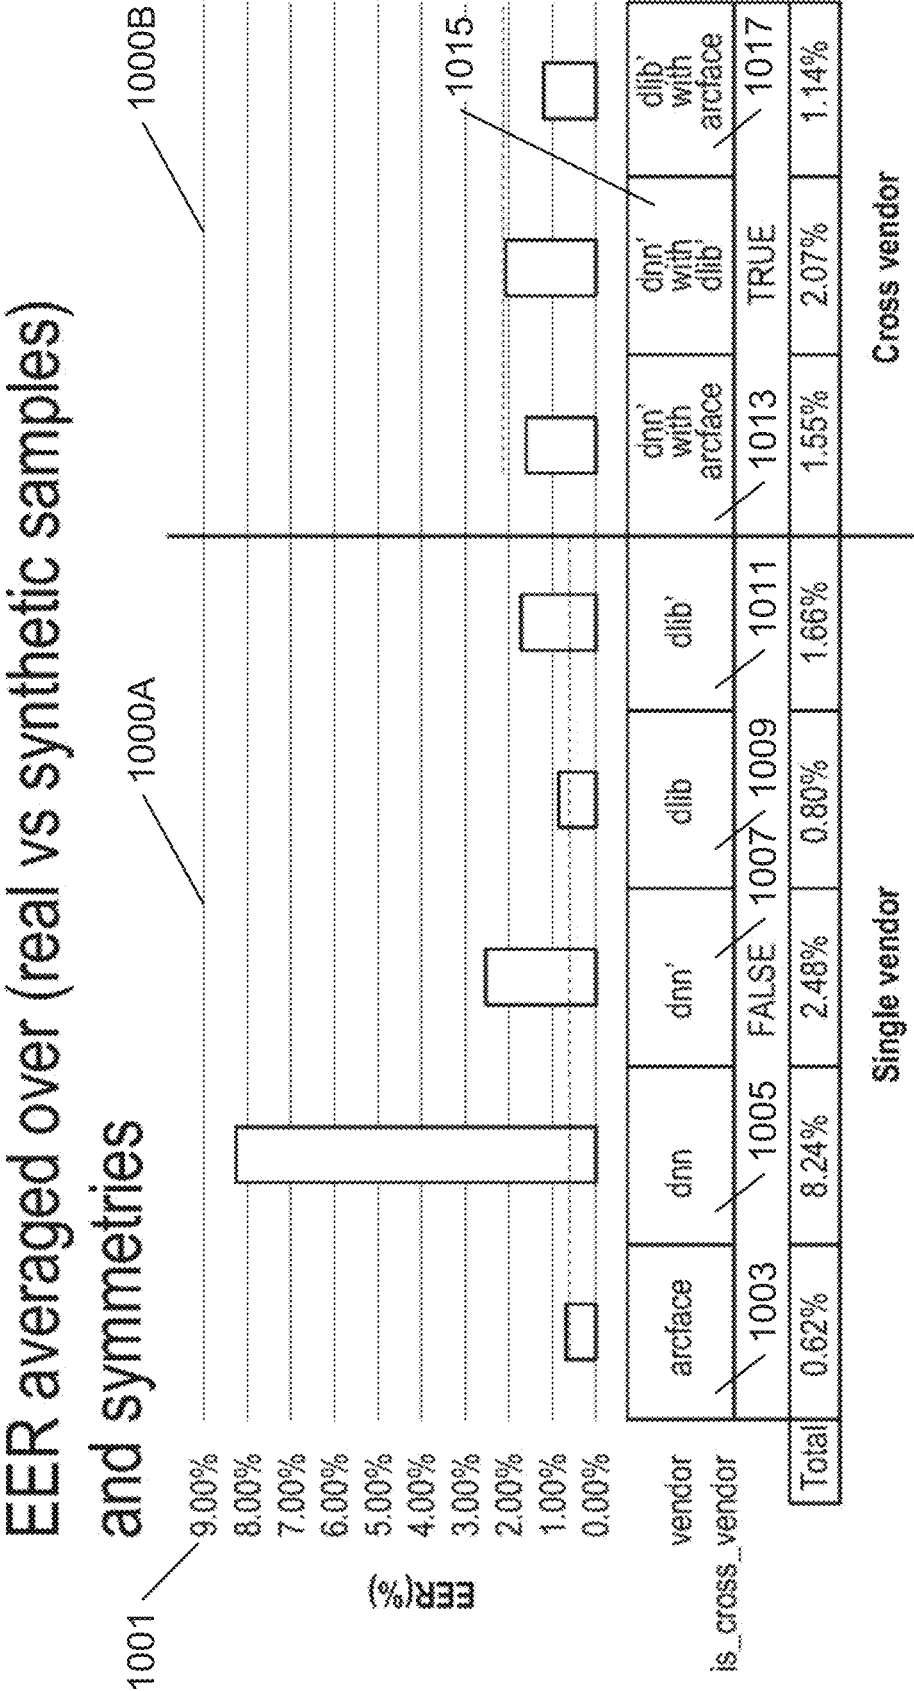 EER averaged over (real vs synthetic samples)
and symmetries
1001
1000A
1000B
EER(%)
9.00%
8.00%
7.00%
6.00%
5.00%
4.00%
3.00%
2.00%
1.00%
0.00%
1015
vendor
arcface
dnn
dnn'
dlib
dlib'
dnn'
with
arcface
dnn'
with
dlib'
dlib'
with
arcface
is_cross_vendor
1003
1005
FALSE
1007
1009
1011
1013
TRUE
1017
Total 0.62% 8.24% 2.48% 0.80% 1.66% 1.55% 2.07% 1.14%
Single vendor
Cross vendor